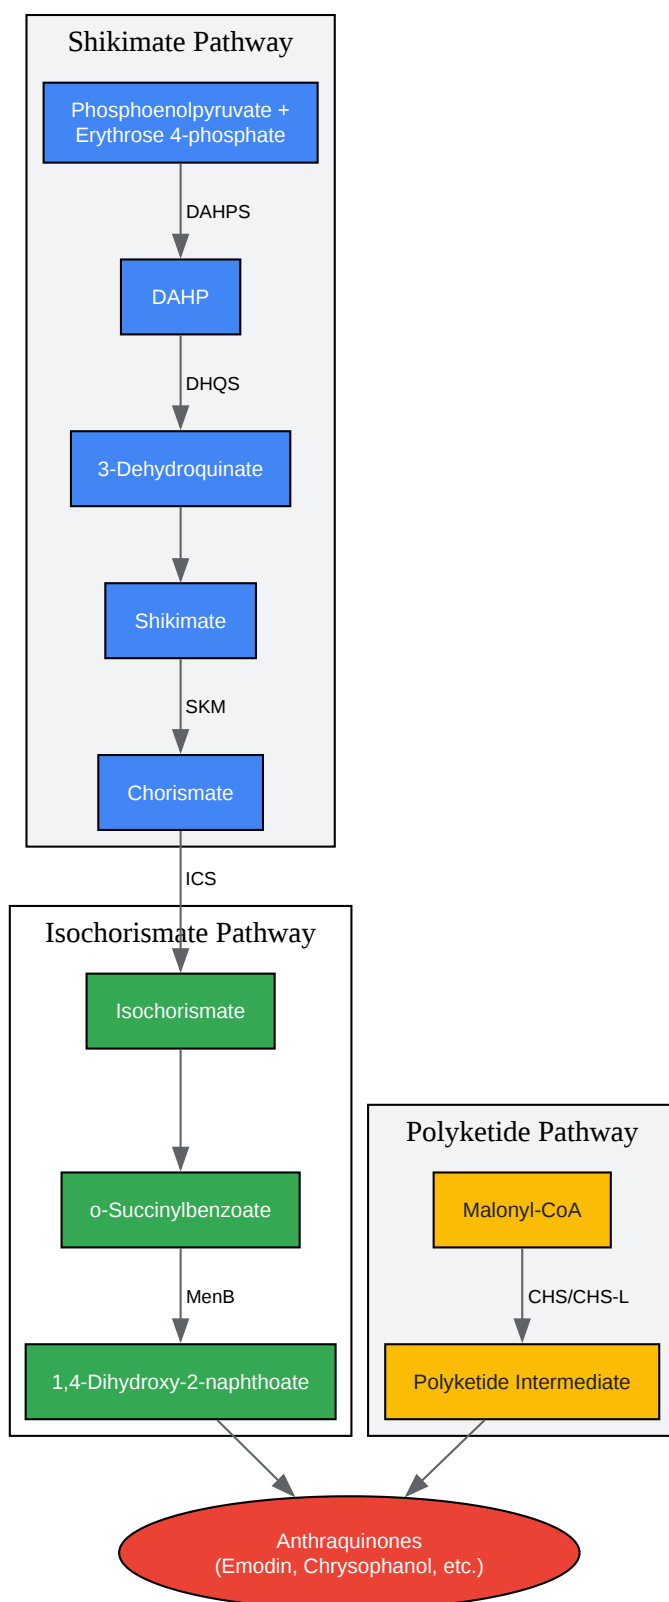 Shikimate Pathway
Phosphoenolpyruvate +
Erythrose 4-phosphate
DAHPS
DAHP
DHQS
3-Dehydroquinate
Shikimate
SKM
Chorismate
ICS
Isochorismate Pathway
Isochorismate
o-Succinylbenzoate
MenB
1,4-Dihydroxy-2-naphthoate
Polyketide Pathway
Malonyl-CoA
CHS/CHS-L
Polyketide Intermediate
Anthraquinones
(Emodin, Chrysophanol, etc.)